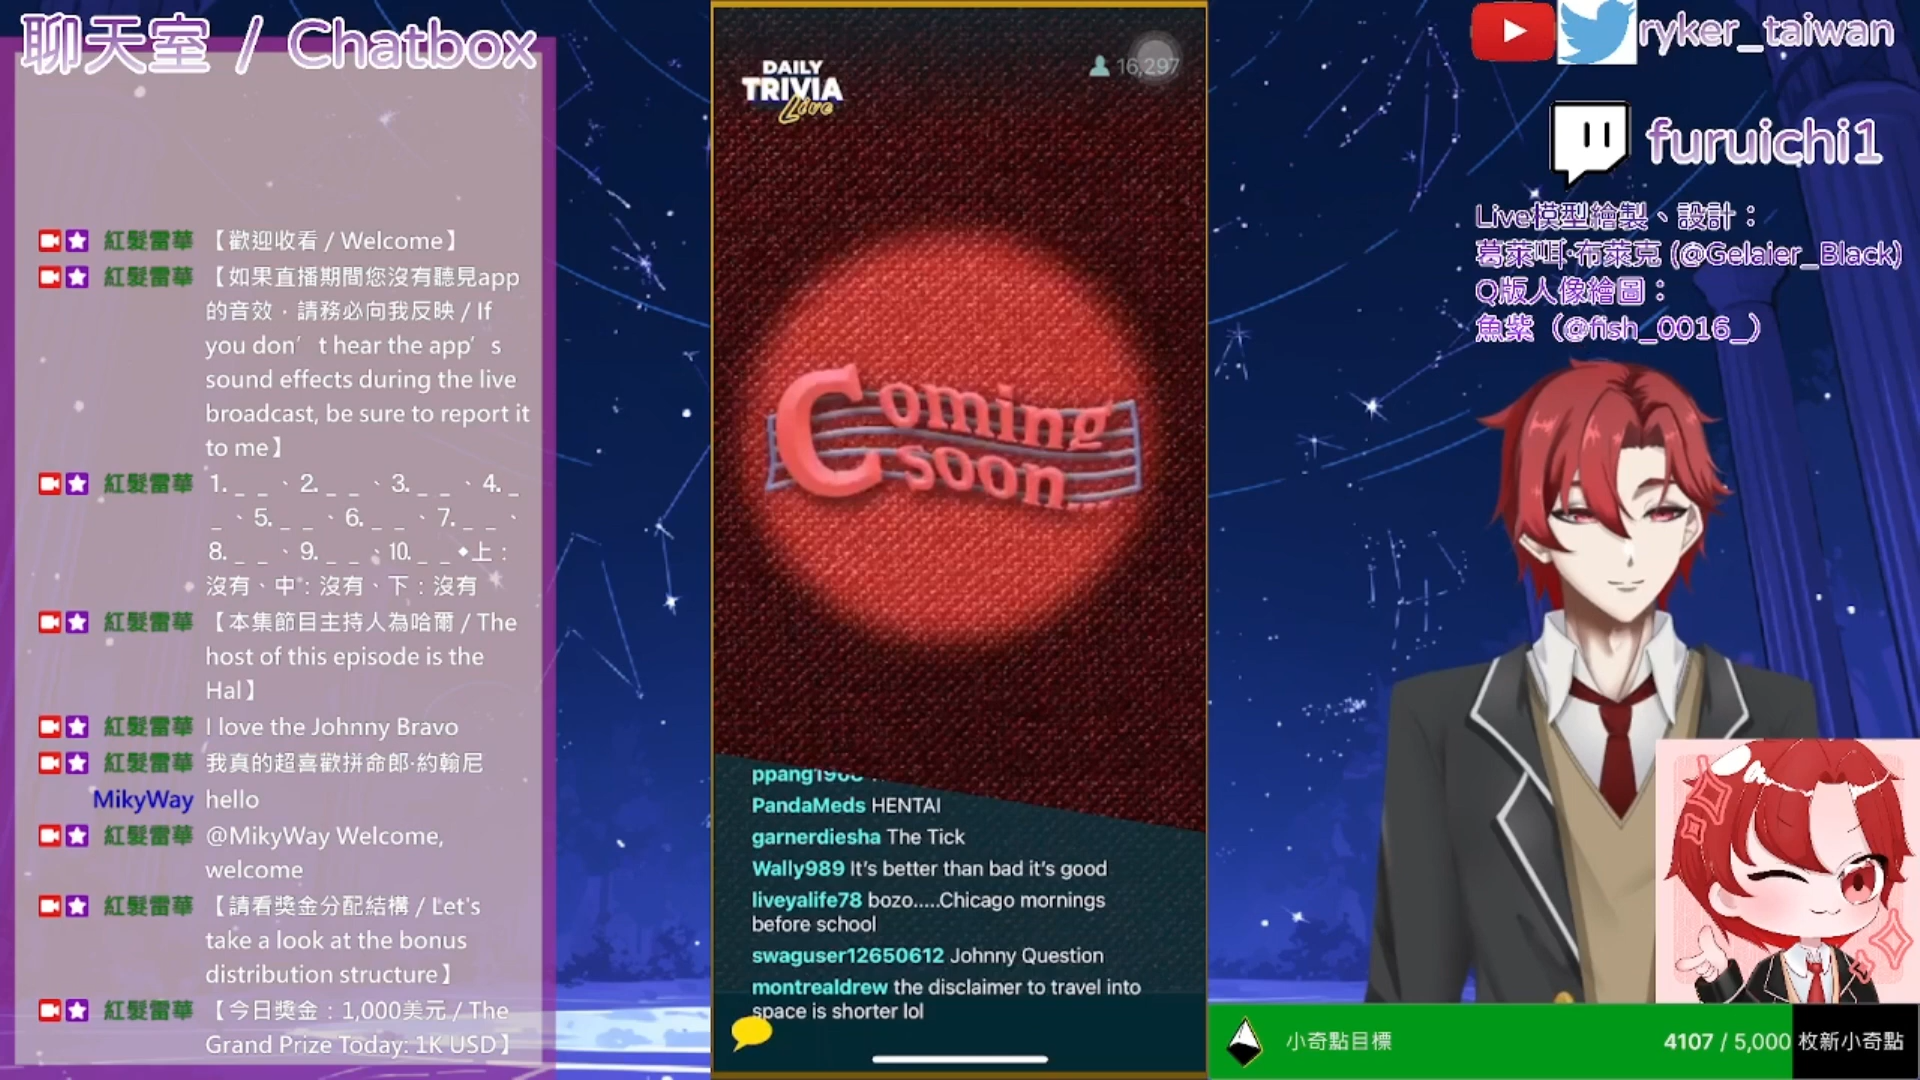 聊天室 / Chatbox
紅髮雷華 【歡迎收看 / Welcome】
紅髮雷華 【如果直播期間您沒有聽見app
的音效，請務必向我反映 / If
you don’t hear the app’s
sound effects during the live
broadcast, be sure to report it
to me】
紅髮雷華 1. _ _ 、2. _ _ 、3. _ _ 、4. _
_ 、5. _ _ 、6. _ _ 、7. _ _ 、
8. _ _ 、9. _ _ 、10. _ _ ◆上：
沒有、中：沒有、下：沒有
紅髮雷華 【本集節目主持人為哈爾 / The
host of this episode is the
Hal】
紅髮雷華 I love the Johnny Bravo
紅髮雷華 我真的超喜歡拼命郎·約翰尼
MikyWay hello
紅髮雷華 @MikyWay Welcome,
welcome
紅髮雷華 【請看獎金分配結構 / Let's
take a look at the bonus
distribution structure】
紅髮雷華 【今日獎金：1,000美元 / The
Grand Prize Today: 1K USD】
DAILY
TRIVIA
Live
16,297
Coming
soon
PandaMeds HENTAI
garnerdiesha The Tick
Wally989 It's better than bad it's good
liveyalife78 bozo.....Chicago mornings
before school
swaguser12650612 Johnny Question
montrealdrew the disclaimer to travel into
space is shorter lol
ryker_taiwan
furuichi1
Live模型繪製、設計：
葛萊咡·布萊克 (@Gelaier_Black)
Q版人像繪圖：
魚紫（@fish_0016_）
小奇點目標
4107 / 5,000 枚新小奇點